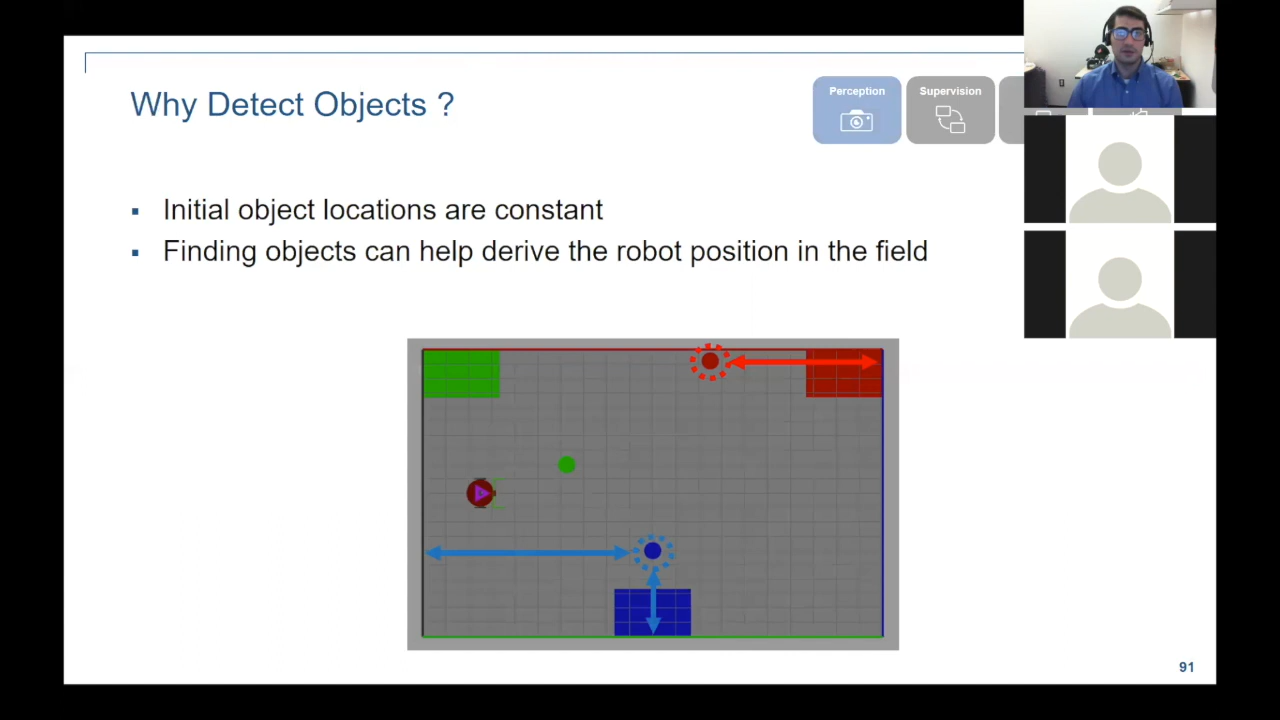 Why Detect Objects ?
Perception
Supervision
Initial object locations are constant
Finding objects can help derive the robot position in the field
91